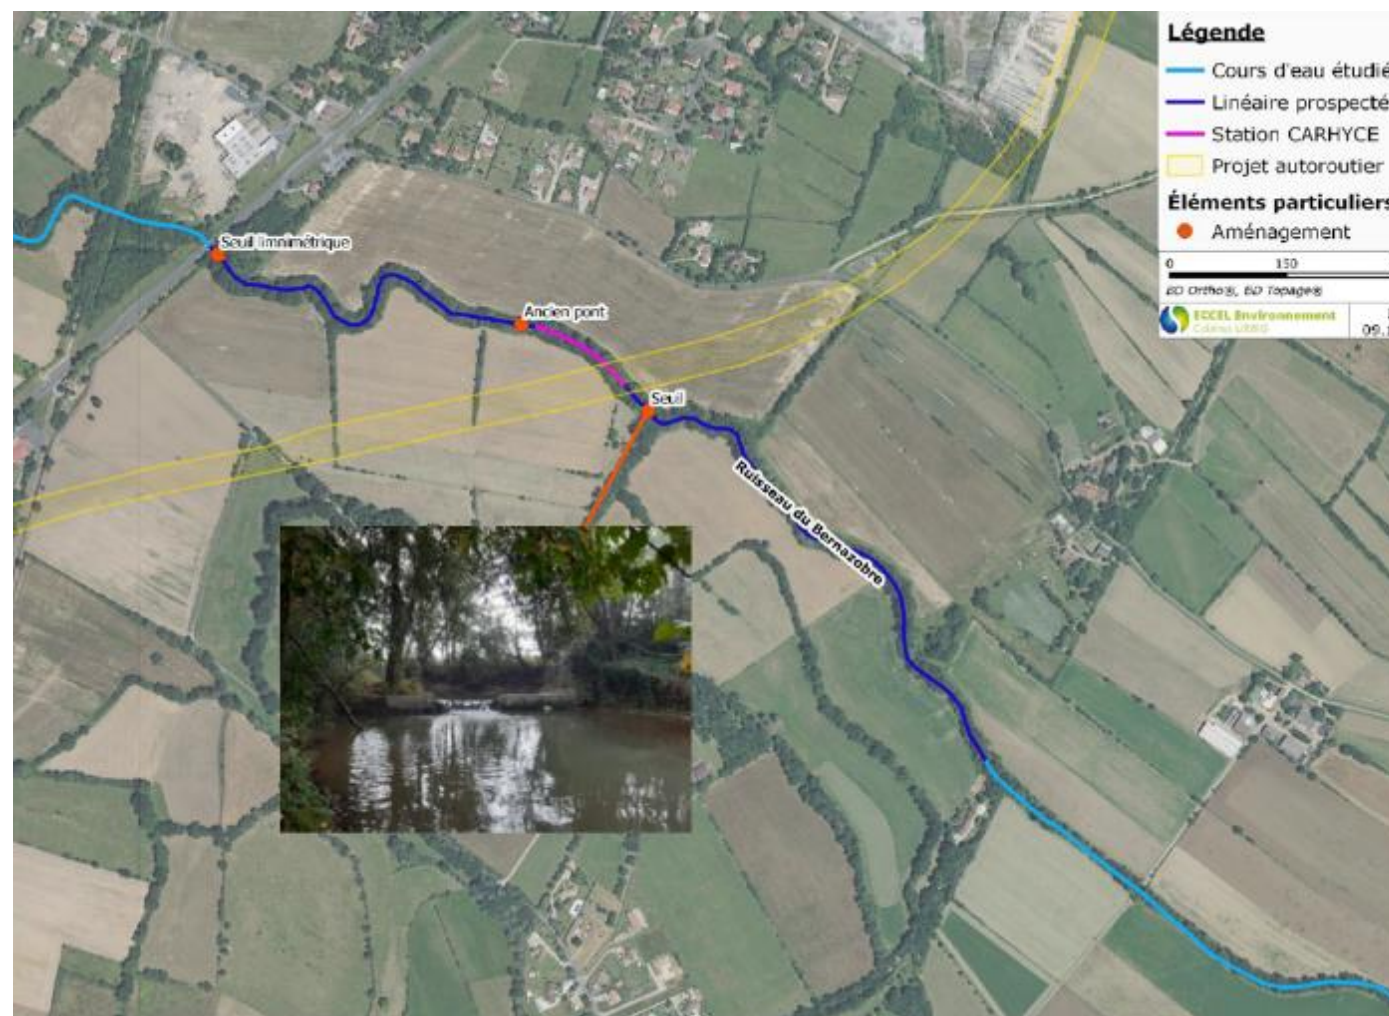 Légende
Cours d'eau étudié
Linéaire prospecté
Station CARHYCE
Projet autoroutier
Éléments particuliers
Aménagement
0 150
BD Ortho®, BD Topage®
ECCEL Environnement
09.
Seuil limnimétrique
Ancien pont
Seuil
Ruisseau du Bernazobre